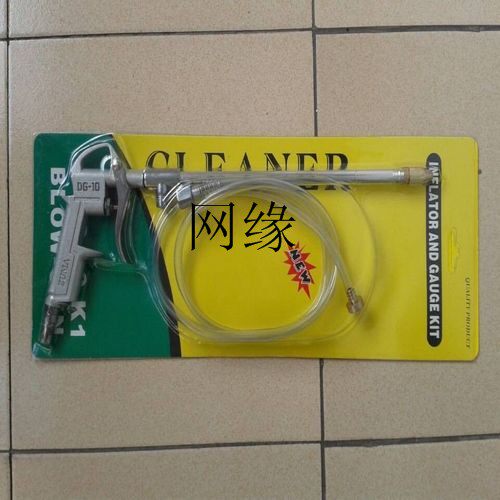 CLEANER
DG-10
网缘
NEW
INFLATOR AND GAUGE KIT
QUALITY PRODUCT
BLOW
K1